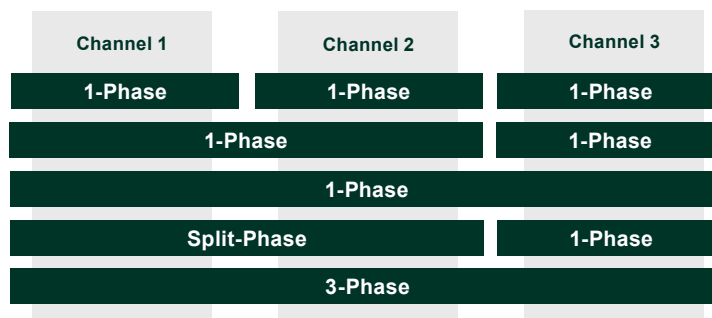 Channel 1 Channel 2 Channel 3
1-Phase 1-Phase 1-Phase
1-Phase 1-Phase
1-Phase
Split-Phase 1-Phase
3-Phase